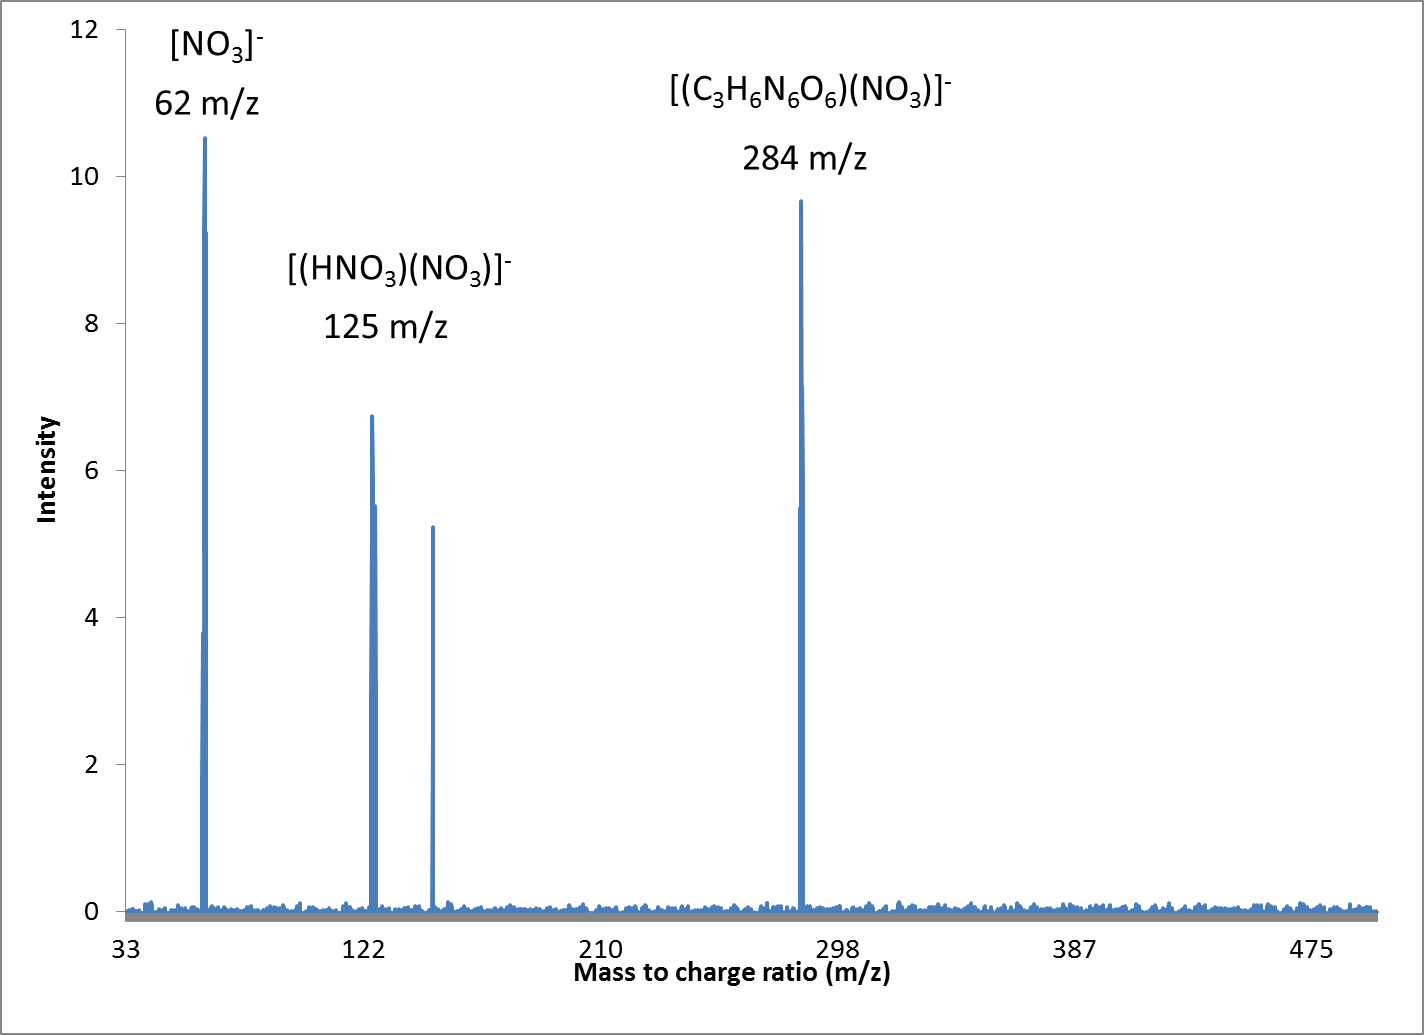 12
[NO₃]⁻
62 m/z
[(C₃H₆N₆O₆)(NO₃)]⁻
284 m/z
10
[(HNO₃)(NO₃)]⁻
125 m/z
8
6
Intensity
4
2
0
33 122 210 298 387 475
Mass to charge ratio (m/z)